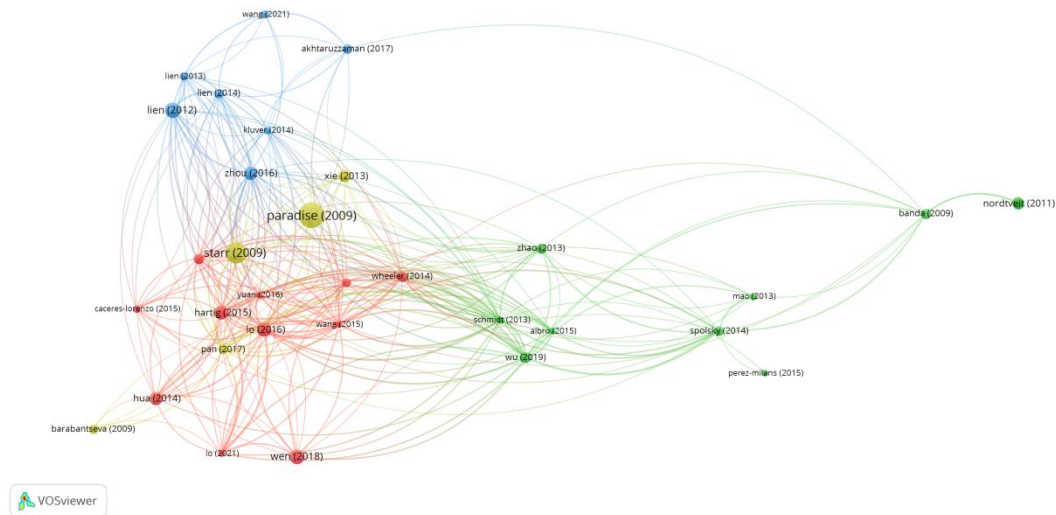 wang (2021)
akhtaruzzaman (2017)
lien (2013)
lien (2014)
lien (2012)
kluver (2014)
zhou (2016)
xie (2013)
nordtveit (2011)
banda (2009)
paradise (2009)
zhao (2013)
starr (2009)
wheeler (2014)
yuan (2016)
mao (2013)
caceres-lorenzo (2015)
hartig (2015)
schmidt (2013)
wang (2015)
lo (2016)
albro (2015)
spolsky (2014)
pan (2017)
wu (2019)
perez-milans (2015)
hua (2014)
barabantseva (2009)
lo (2021)
wen (2018)
VOSviewer